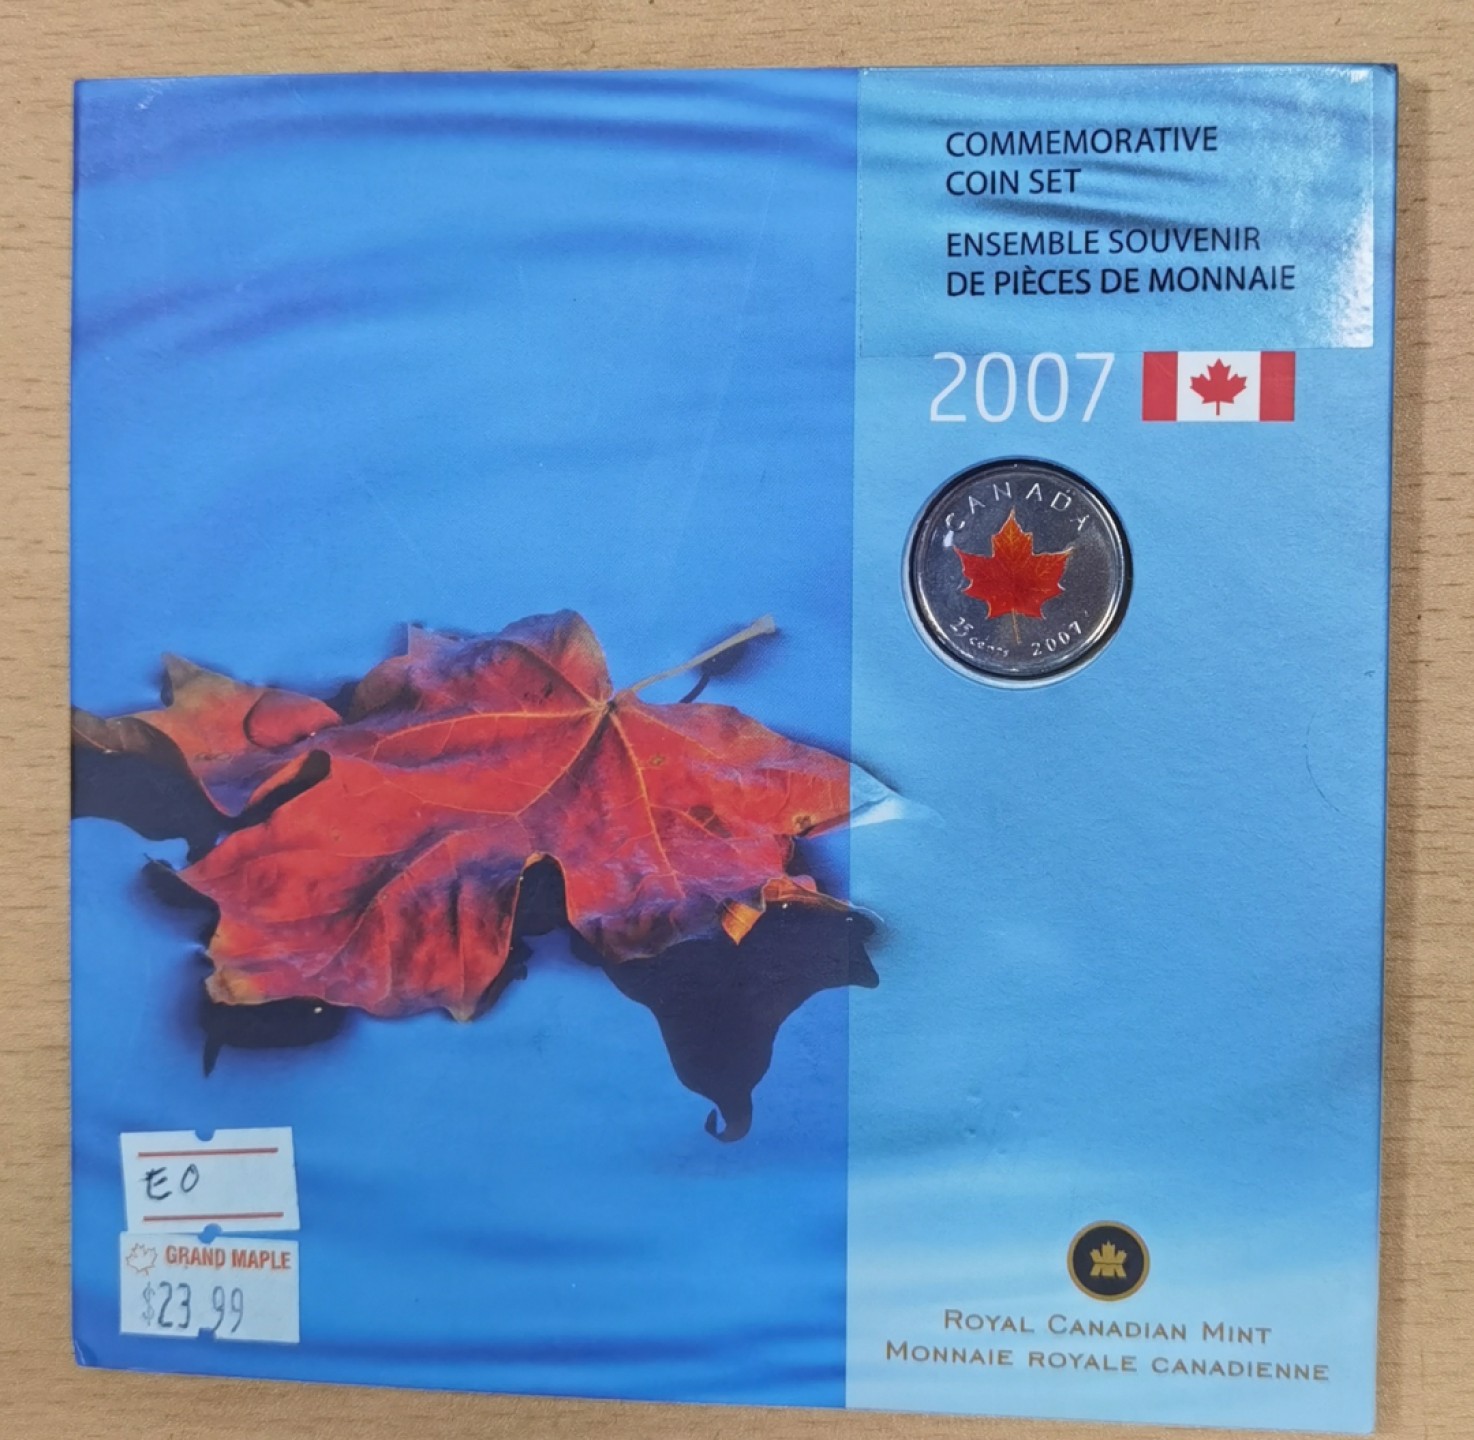 COMMEMORATIVE
COIN SET
ENSEMBLE SOUVENIR
DE PIÈCES DE MONNAIE
2007
CANADA
25 cents 2007
EO
GRAND MAPLE
$23.99
ROYAL CANADIAN MINT
MONNAIE ROYALE CANADIENNE